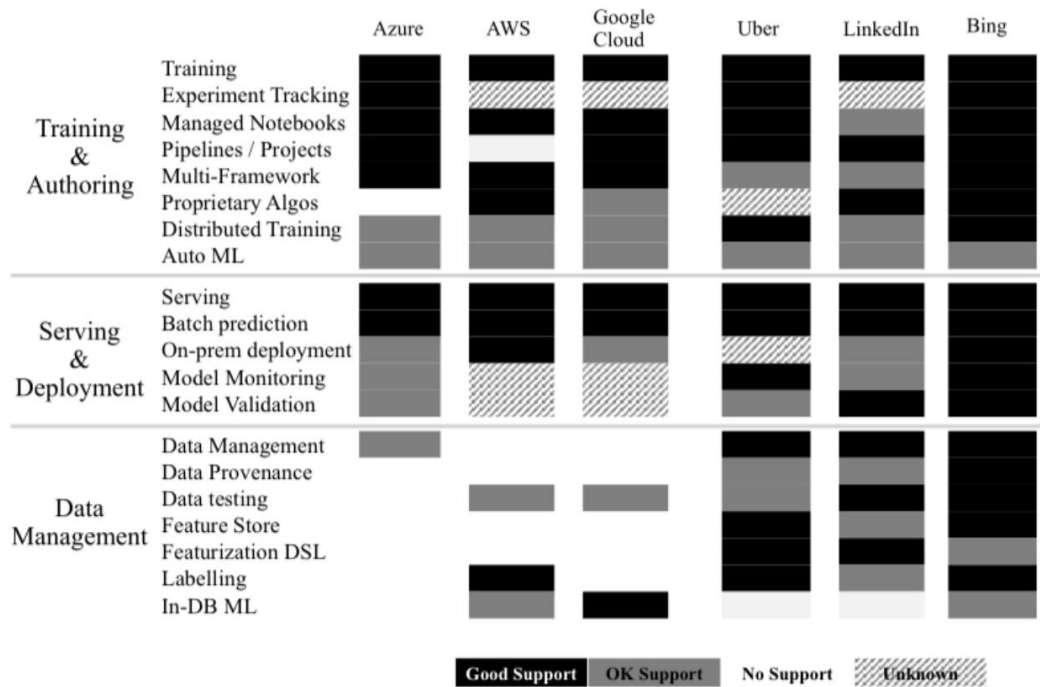 Azure AWS Google Cloud Uber LinkedIn Bing
Training & Authoring
Training
Experiment Tracking
Managed Notebooks
Pipelines / Projects
Multi-Framework
Proprietary Algos
Distributed Training
Auto ML
Serving & Deployment
Serving
Batch prediction
On-prem deployment
Model Monitoring
Model Validation
Data Management
Data Management
Data Provenance
Data testing
Feature Store
Featurization DSL
Labelling
In-DB ML
Good Support OK Support No Support Unknown